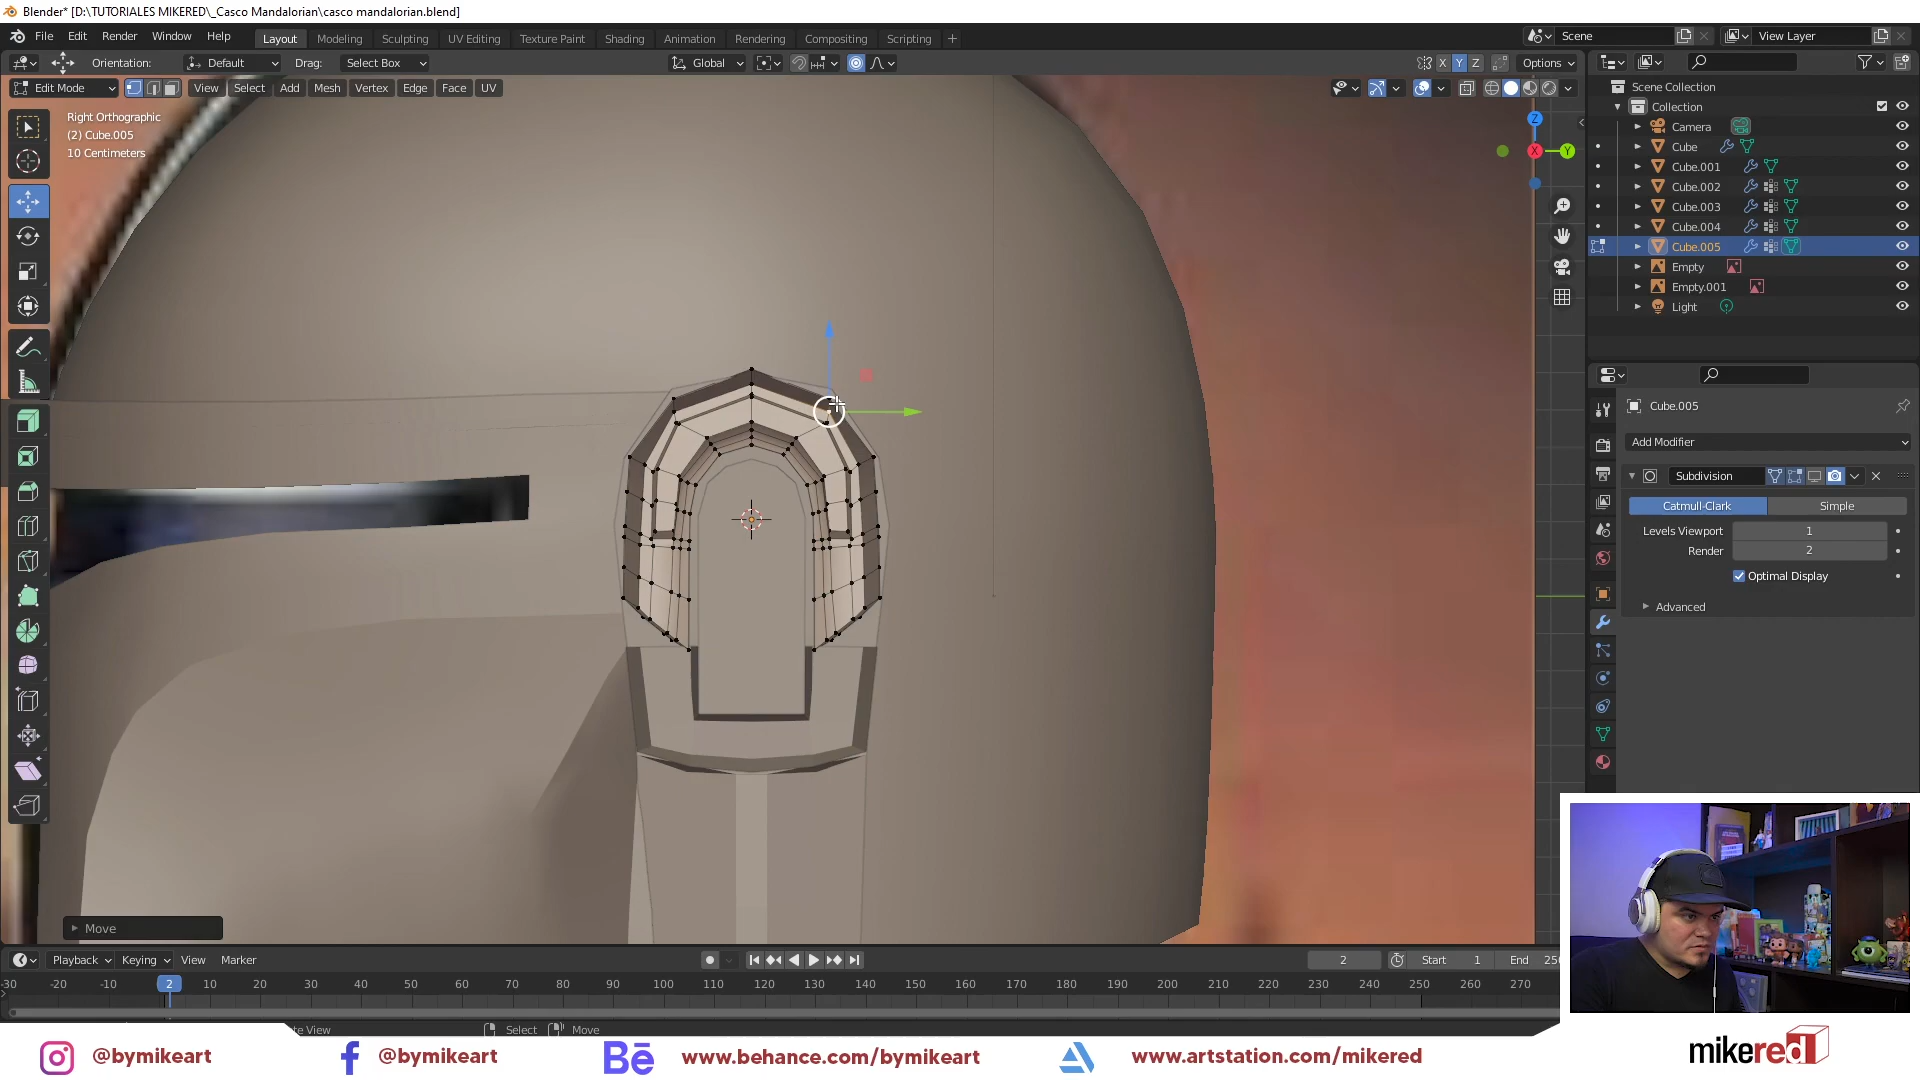 Blender* [D:\TUTORIALES MIKERED\_Casco Mandalorian\casco mandalorian.blend]
File Edit Render Window Help Layout Modeling Sculpting UV Editing Texture Paint Shading Animation Rendering Compositing Scripting + Scene View Layer
Orientation: Default Drag: Select Box Global X Y Z Options
Edit Mode View Select Add Mesh Vertex Edge Face UV
Right Orthographic
(2) Cube.005
10 Centimeters
Z
X Y
Scene Collection
Collection
Camera
Cube
Cube.001
Cube.002
Cube.003
Cube.004
Cube.005
Empty
Empty.001
Light
Cube.005
Add Modifier
Subdivision
Catmull-Clark Simple
Levels Viewport 1
Render 2
Optimal Display
Advanced
Move
Playback Keying View Marker 2 Start 1 End 25
-30 -20 -10 2 10 20 30 40 50 60 70 80 90 100 110 120 130 140 150 160 170 180 190 200 210 220 230 240 250 260 270
te View Select Move
@bymikeart @bymikeart Bē www.behance.com/bymikeart www.artstation.com/mikered mikered